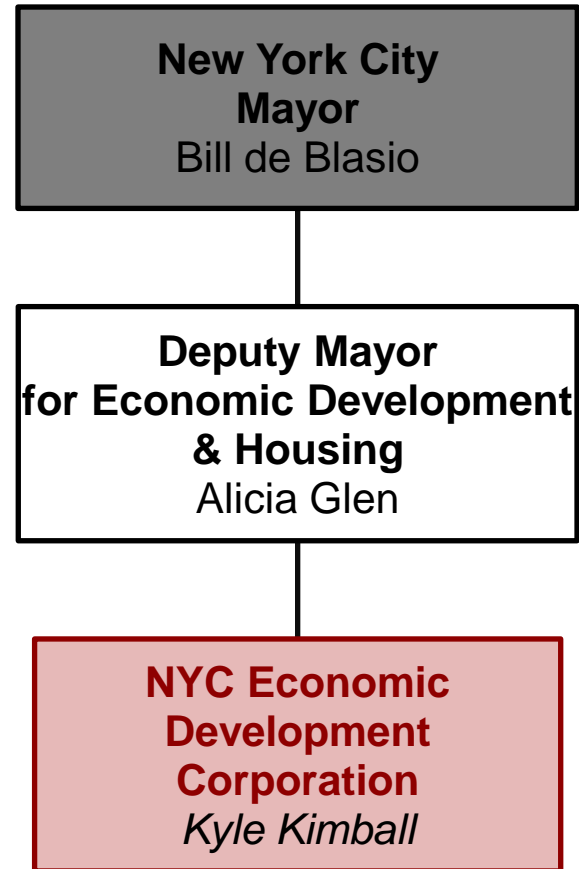 New York City
Mayor
Bill de Blasio
Deputy Mayor
for Economic Development
& Housing
Alicia Glen
NYC Economic
Development
Corporation
Kyle Kimball